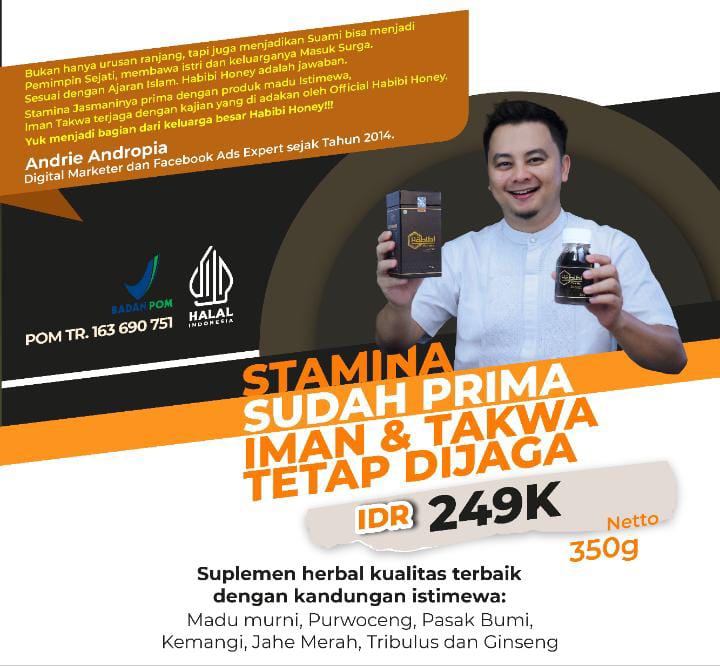 Bukan hanya urusan ranjang, tapi juga menjadikan Suami bisa menjadi
Pemimpin Sejati, membawa istri dan keluarganya Masuk Surga.
Sesuai dengan Ajaran Islam. Habibi Honey adalah jawaban.
Stamina Jasmaninya prima dengan produk madu Istimewa,
Iman Takwa terjaga dengan kajian yang di adakan oleh Official Habibi Honey.
Yuk menjadi bagian dari keluarga besar Habibi Honey!!!
Andrie Andropia
Digital Marketer dan Facebook Ads Expert sejak Tahun 2014.
Habibi
Habibi
BADAN POM
HALAL
INDONESIA
POM TR. 163 690 751
STAMINA
SUDAH PRIMA
IMAN & TAKWA
TETAP DIJAGA
IDR 249K
Netto
350g
Suplemen herbal kualitas terbaik
dengan kandungan istimewa:
Madu murni, Purwoceng, Pasak Bumi,
Kemangi, Jahe Merah, Tribulus dan Ginseng